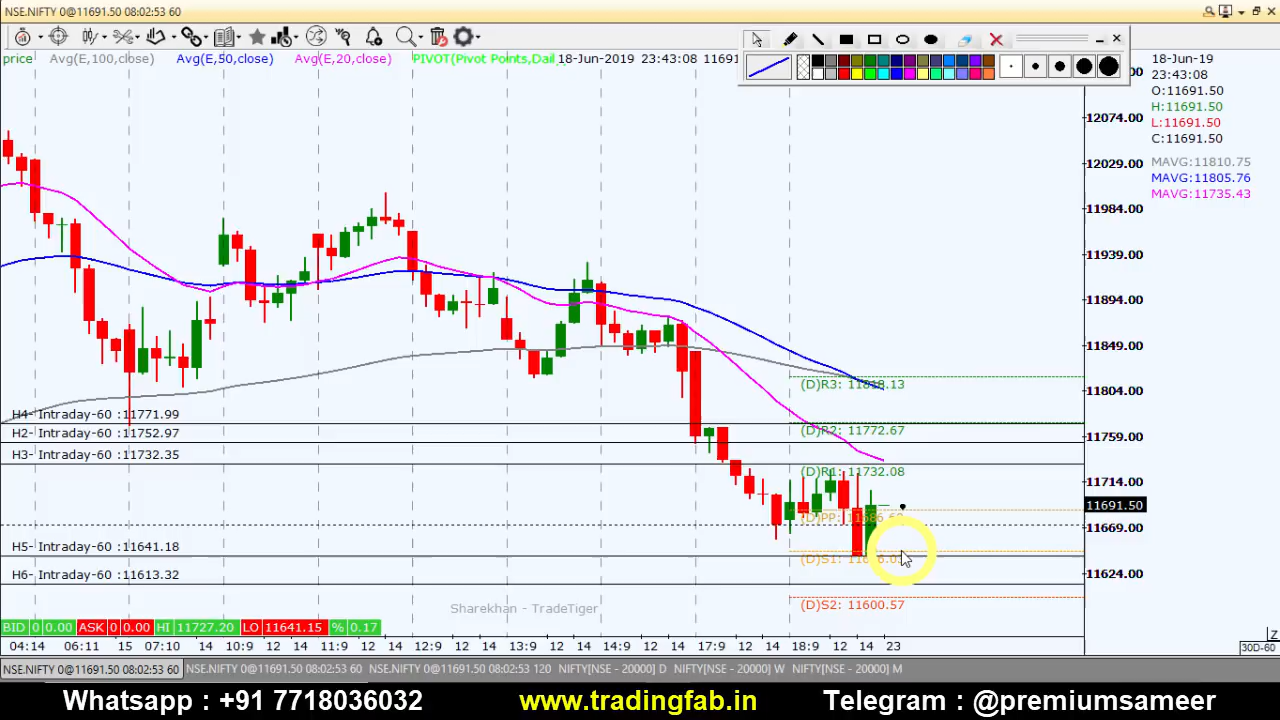 NSE.NIFTY 0@11691.50 08:02:53 60
price Avg(E,100,close) Avg(E,50,close) Avg(E,20,close) PIVOT(Pivot Points,Dail 18-Jun-2019 23:43:08
18-Jun-19
23:43:08
O:11691.50
H:11691.50
L:11691.50
C:11691.50
MAVG:11810.75
MAVG:11805.76
MAVG:11735.43
12074.00
12029.00
11984.00
11939.00
11894.00
11849.00
11804.00
11759.00
11714.00
11691.50
11669.00
11624.00
(D)R3: 11818.13
H4- Intraday-60 :11771.99
(D)R2: 11772.67
H2- Intraday-60 :11752.97
H3- Intraday-60 :11732.35
(D)R1: 11732.08
H5- Intraday-60 :11641.18
H6- Intraday-60 :11613.32
(D)S2: 11600.57
Sharekhan - TradeTiger
BID 0 0.00 ASK 0 0.00 HI 11727.20 LO 11641.15 % 0.17
Z
04:14 06:11 15 07:10 14 10:9 12 14 11:9 12 14 12:9 12 14 13:9 12 14 14:9 12 14 17:9 12 14 18:9 12 14 23
30D-60
NSE.NIFTY 0@11691.50 08:02:53 60 NSE.NIFTY 0@11691.50 08:02:53 60 NSE.NIFTY 0@11691.50 08:02:53 120 NIFTY[NSE - 20000] D NIFTY[NSE - 20000] W NIFTY[NSE - 20000] M
Whatsapp : +91 7718036032 www.tradingfab.in Telegram : @premiumsameer